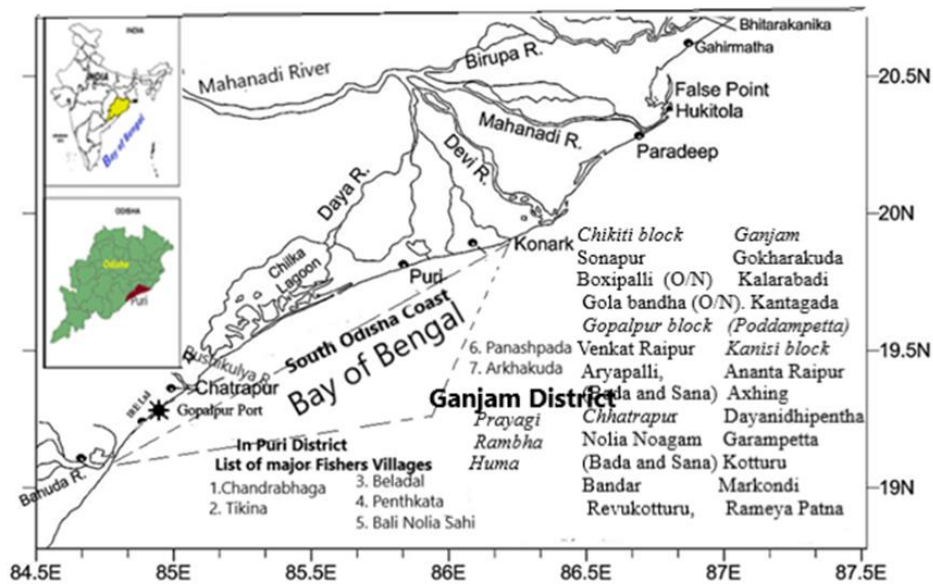 INDIA
INDIA
Bay of Bengal
ODISHA
Odisha
Puri
Mahanadi River
Birupa R.
Bhitarakanika
Gahirmatha
False Point
Hukitola
Mahanadi R.
Paradeep
Devi R.
Daya R.
Chilka
Lagoon
Puri
Konark
South Odisha Coast
Bay of Bengal
Rushikulya R.
Chatrapur
IRE Ltd
Gopalpur Port
Bahuda R.
20.5N
20N
19.5N
19N
84.5E
85E
85.5E
86E
86.5E
87E
87.5E
In Puri District
List of major Fishers Villages
1.Chandrabhaga
2. Tikina
3. Beladal
4. Penthkata
5. Bali Nolia Sahi
6. Panashpada
7. Arkhakuda
Ganjam District
Prayagi
Rambha
Huma
Chikiti block
Sonapur
Boxipalli (O/N)
Gola bandha (O/N).
Gopalpur block
Venkat Raipur
Aryapalli,
(Bada and Sana)
Chhatrapur
Nolia Noagam
(Bada and Sana)
Bandar
Revukotturu,
Ganjam
Gokharakuda
Kalarabadi
Kantagada
(Poddampetta)
Kanisi block
Ananta Raipur
Axhing
Dayanidhipentha
Garampetta
Kotturu
Markondi
Rameya Patna